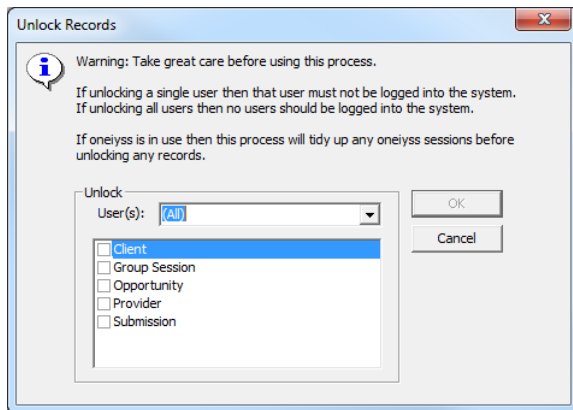 Unlock Records
Warning: Take great care before using this process.
If unlocking a single user then that user must not be logged into the system.
If unlocking all users then no users should be logged into the system.
If oneiyss is in use then this process will tidy up any oneiyss sessions before
unlocking any records.
Unlock
User(s): (All)
OK
Cancel
Client
Group Session
Opportunity
Provider
Submission